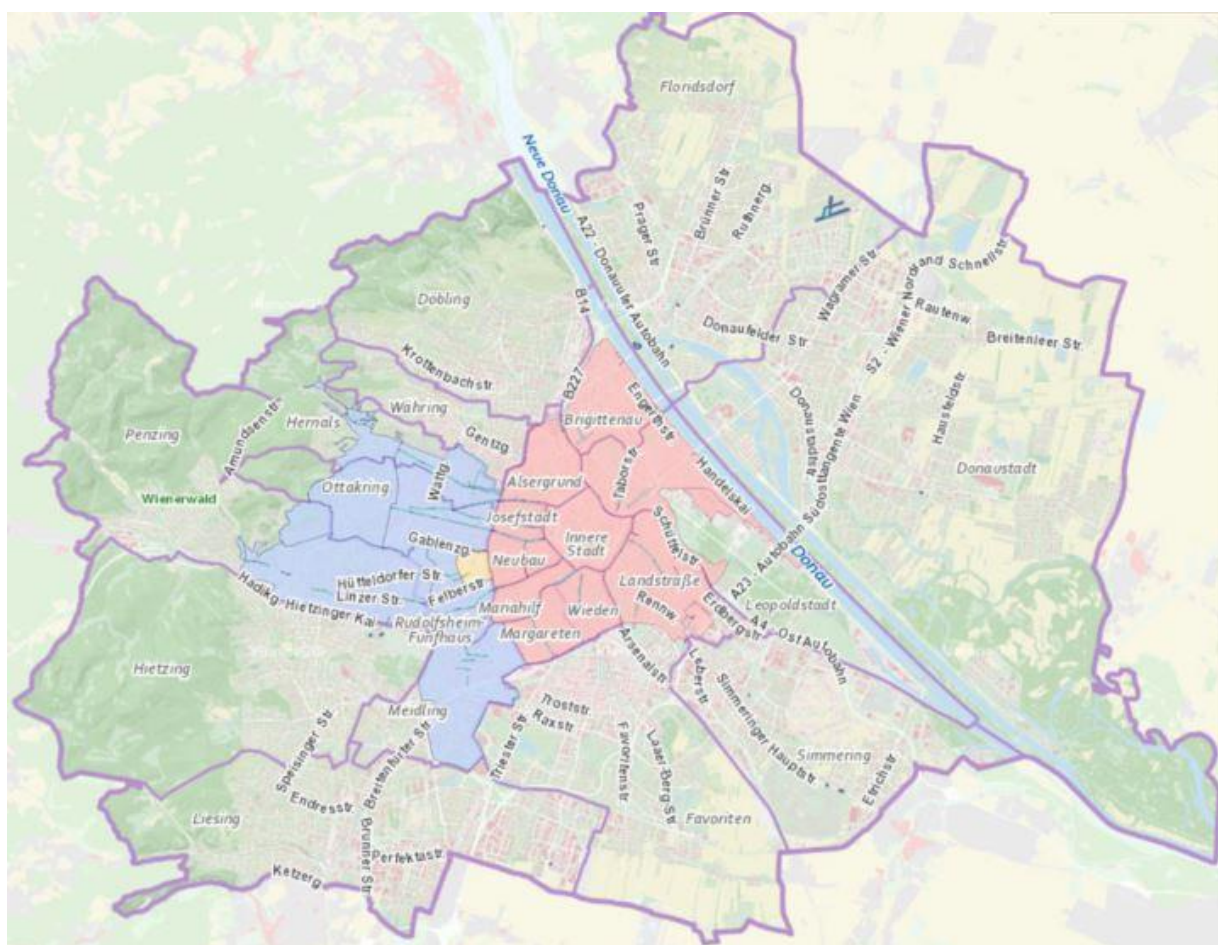 Floridsdorf
Neue Donau
A22 - Donauufer Autobahn
Prager Str
Brünner Str.
Ruthnerg.
Döbling
B14
Wagramer Str.
S2 - Wiener Nordrand Schnellstr.
Rautenw.
Breitenleer Str.
Donaufelder Str
Krottenbachstr.
B227
Engerthstr
Hausfeldstr.
Donaustadtstr.
Währing
Gentzg.
Brigittenau
Hernals
Amundsenstr.
Penzing
Wienerwald
Ottakring
Wattg.
Alsergrund
Taborstr.
Handelskai
Donaustadt
A23 - Autobahn Südosttangente Wien
Josefstadt
Innere
Stadt
Schüttelstr
Gablenzg.
Neubau
Donau
Hütteldorfer Str.
Linzer Str.
Felberstr
Landstraße
Rennw.
Erdbergstr.
Leopoldstadt
Hadikg-Hietzinger Kai
Mariahilf
Wieden
Rudolfsheim-
Fünfhaus
Margareten
A4 - Ost Autobahn
Hietzing
Arsenalstr
Leberstr
Simmeringer Hauptstr.
Meidling
Troststr.
Raxstr.
Speisinger Str
Breitenfurter Str.
Triester Str
Favoritenstr
Laaer-Berg-Str
Simmering
Etrichstr
Endresstr.
Liesing
Brunner Str
Perfektastr
Favoriten
Ketzerg.